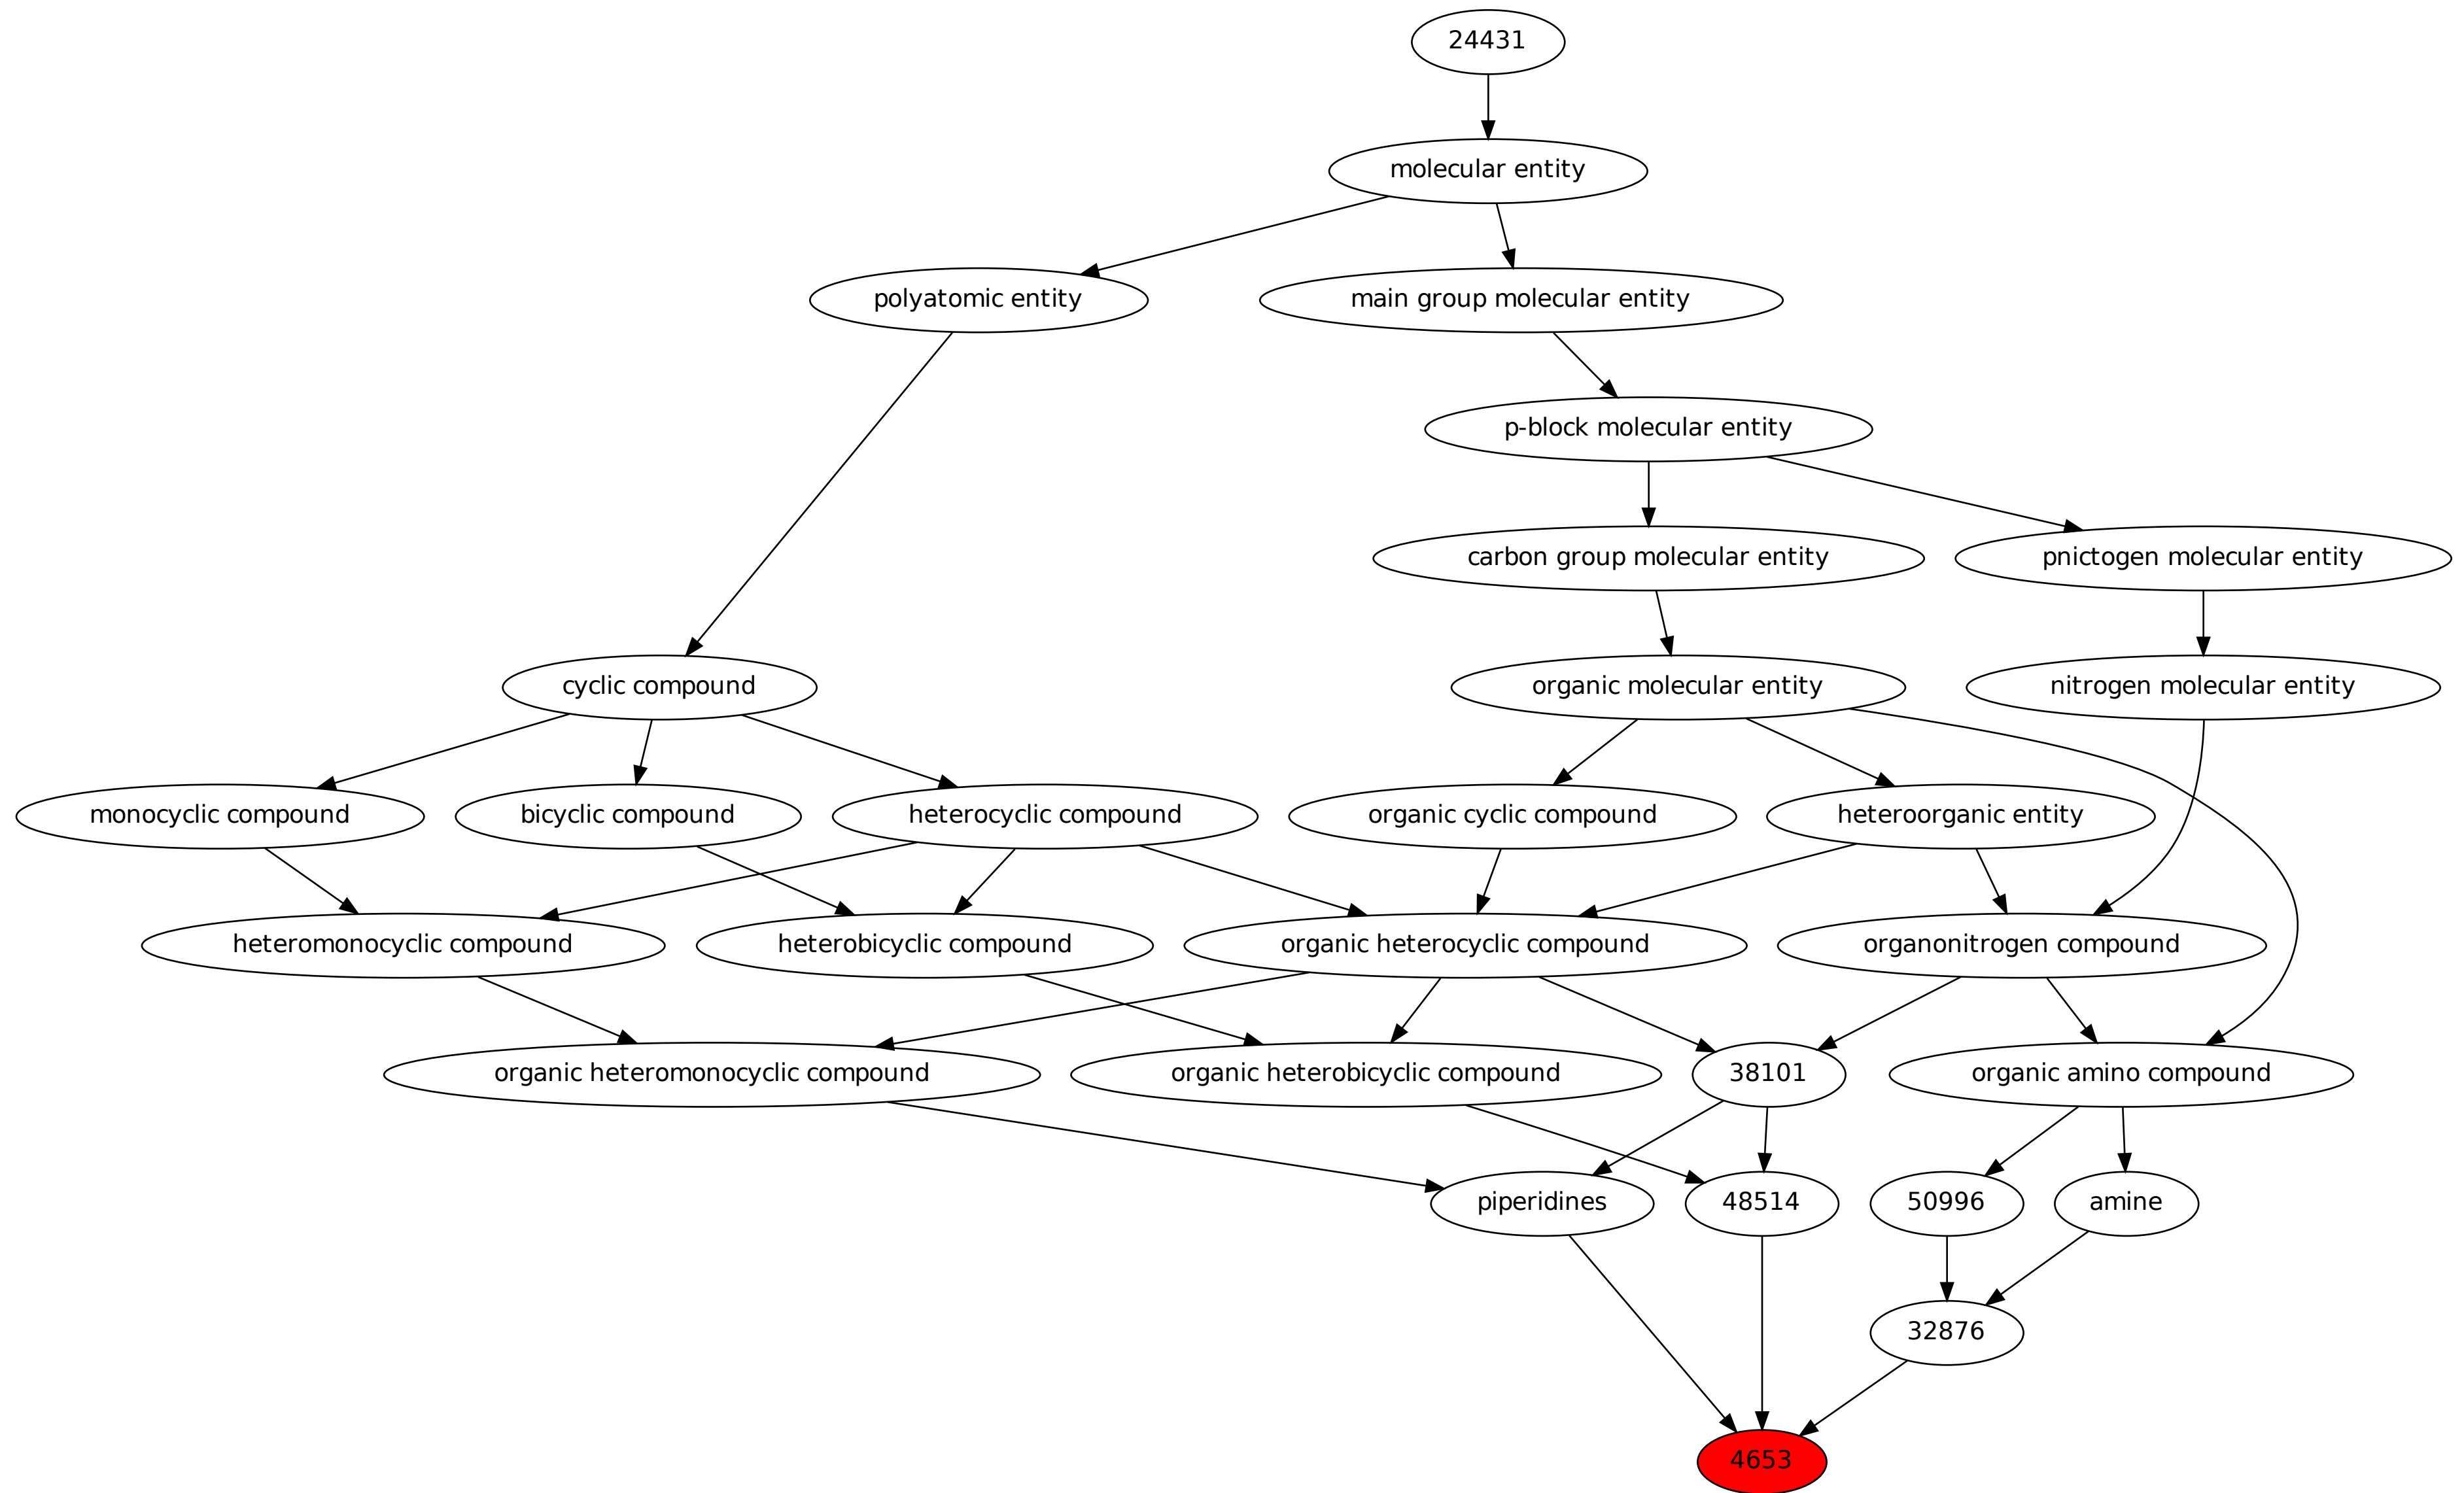 24431
molecular entity
polyatomic entity
main group molecular entity
p-block molecular entity
carbon group molecular entity
pnictogen molecular entity
cyclic compound
organic molecular entity
nitrogen molecular entity
monocyclic compound
bicyclic compound
heterocyclic compound
organic cyclic compound
heteroorganic entity
heteromonocyclic compound
heterobicyclic compound
organic heterocyclic compound
organonitrogen compound
organic heteromonocyclic compound
organic heterobicyclic compound
38101
organic amino compound
piperidines
48514
50996
amine
32876
4653